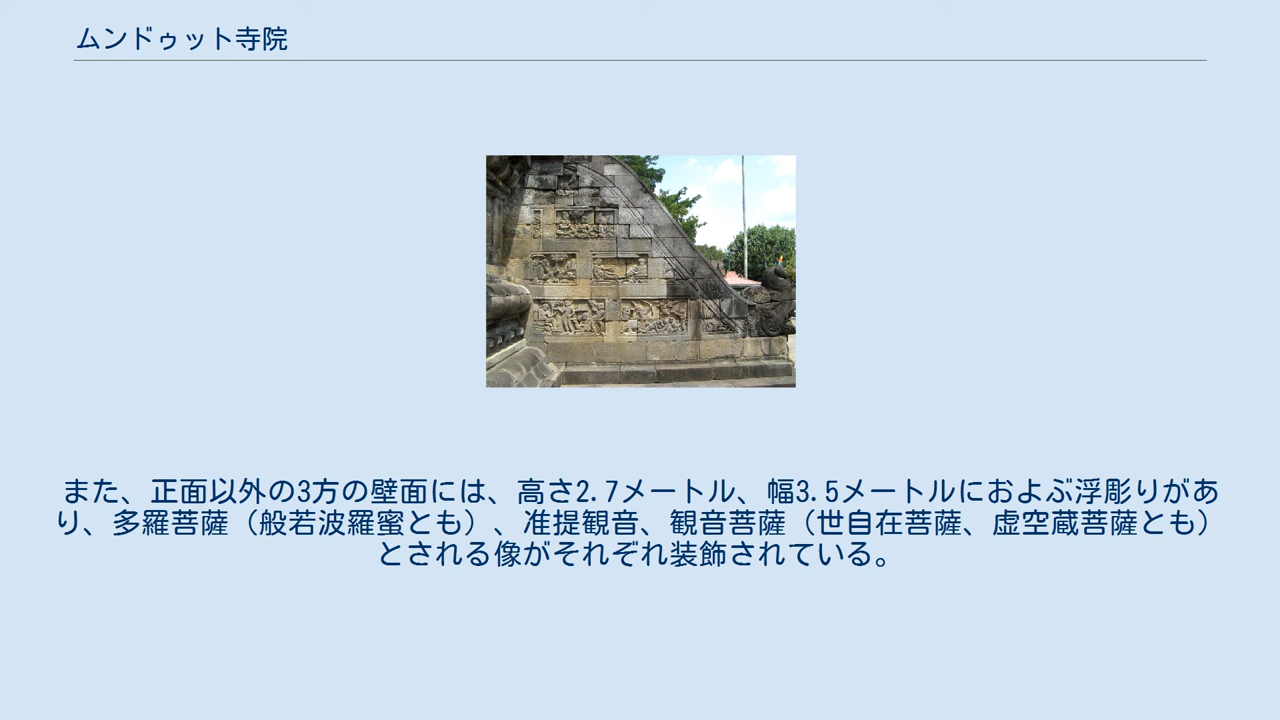 ムンドゥット寺院
また、正面以外の3方の壁面には、高さ2.7メートル、幅3.5メートルにおよぶ浮彫りがあ
り、多羅菩薩（般若波羅蜜とも）、准提観音、観音菩薩（世自在菩薩、虚空蔵菩薩とも）
とされる像がそれぞれ装飾されている。